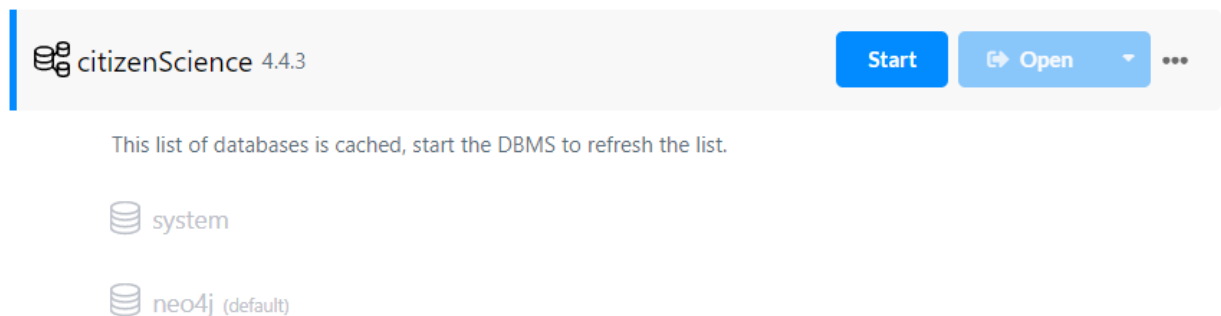 citizenScience 4.4.3 Start Open
This list of databases is cached, start the DBMS to refresh the list.
system
neo4j (default)